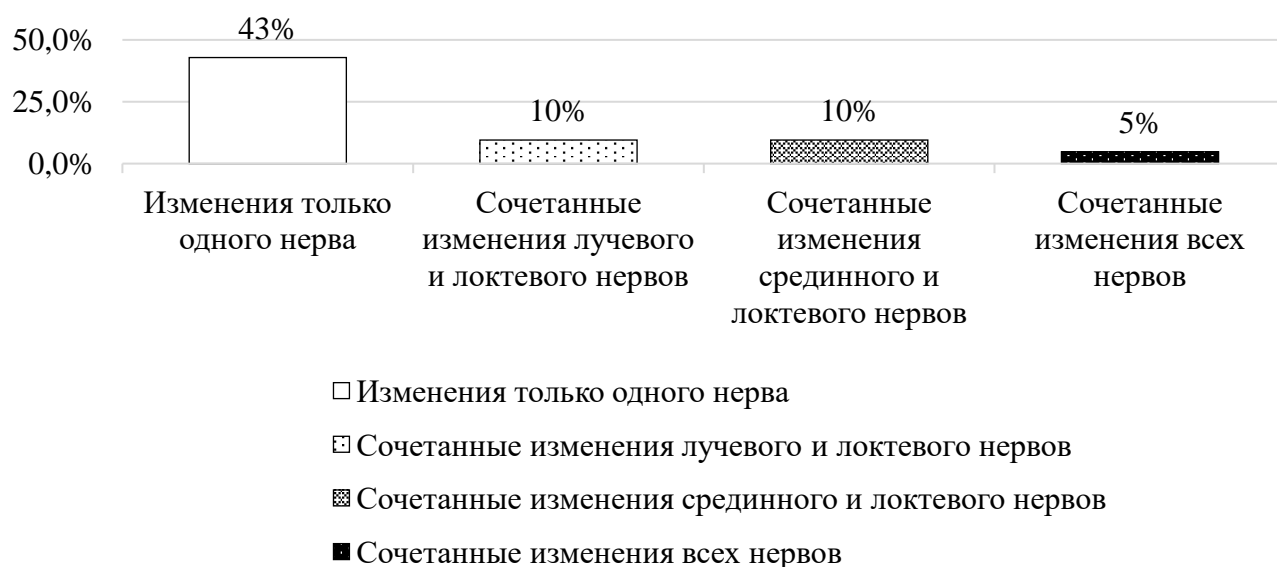 50,0%
25,0%
0,0%
43%
10%
10%
5%
Изменения только
одного нерва
Сочетанные
изменения лучевого
и локтевого нервов
Сочетанные
изменения
срединного и
локтевого нервов
Сочетанные
изменения всех
нервов
Изменения только одного нерва
Сочетанные изменения лучевого и локтевого нервов
Сочетанные изменения срединного и локтевого нервов
Сочетанные изменения всех нервов